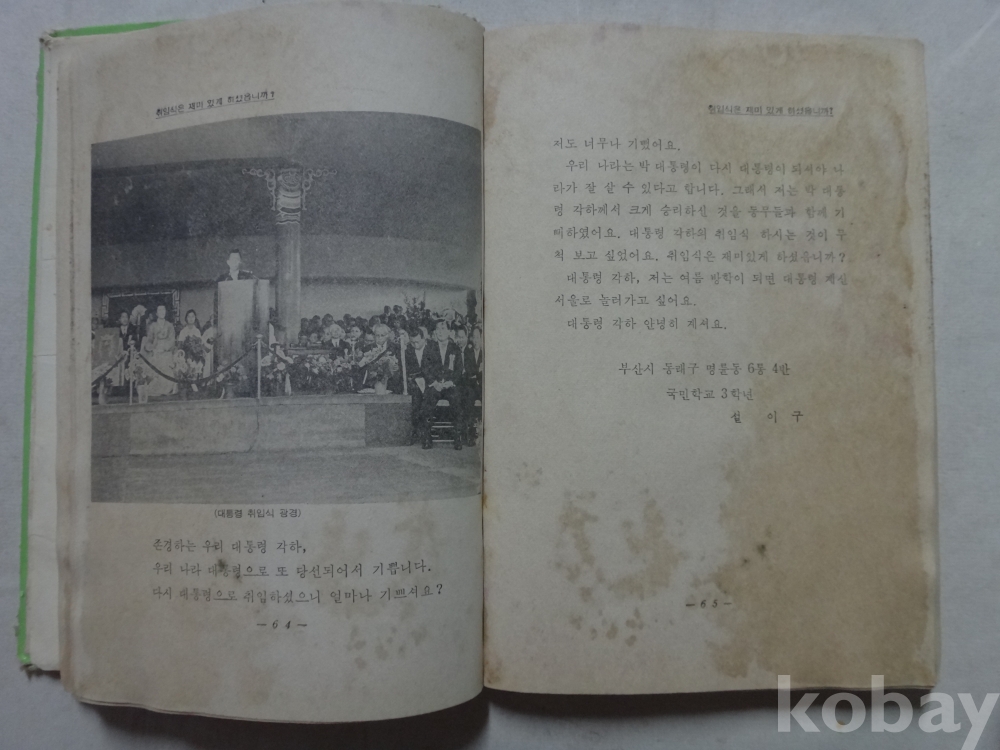 취임식은 재미 있게 하셨읍니까?
(대통령 취임식 광경)
존경하는 우리 대통령 각하,
우리 나라 대통령으로 또 당선되어서 기쁩니다.
다시 대통령으로 취임하셨으니 얼마나 기쁘셔요?
— 64 —
취임식은 재미 있게 하셨읍니까?
저도 너무나 기뻤어요.
우리 나라는 박 대통령이 다시 대통령이 되셔야 나
라가 잘 살 수 있다고 합니다. 그래서 저는 박 대통
령 각하께서 크게 승리하신 것을 동무들과 함께 기
뻐하였어요. 대통령 각하의 취임식 하시는 것이 무
척 보고 싶었어요. 취임식은 재미있게 하셨읍니까?
대통령 각하, 저는 여름 방학이 되면 대통령 계신
서울로 놀러가고 싶어요.
대통령 각하 안녕히 계셔요.
부산시 동래구 명륜동 6통 4반
국민학교 3학년
설 이 구
— 65 —
kobay